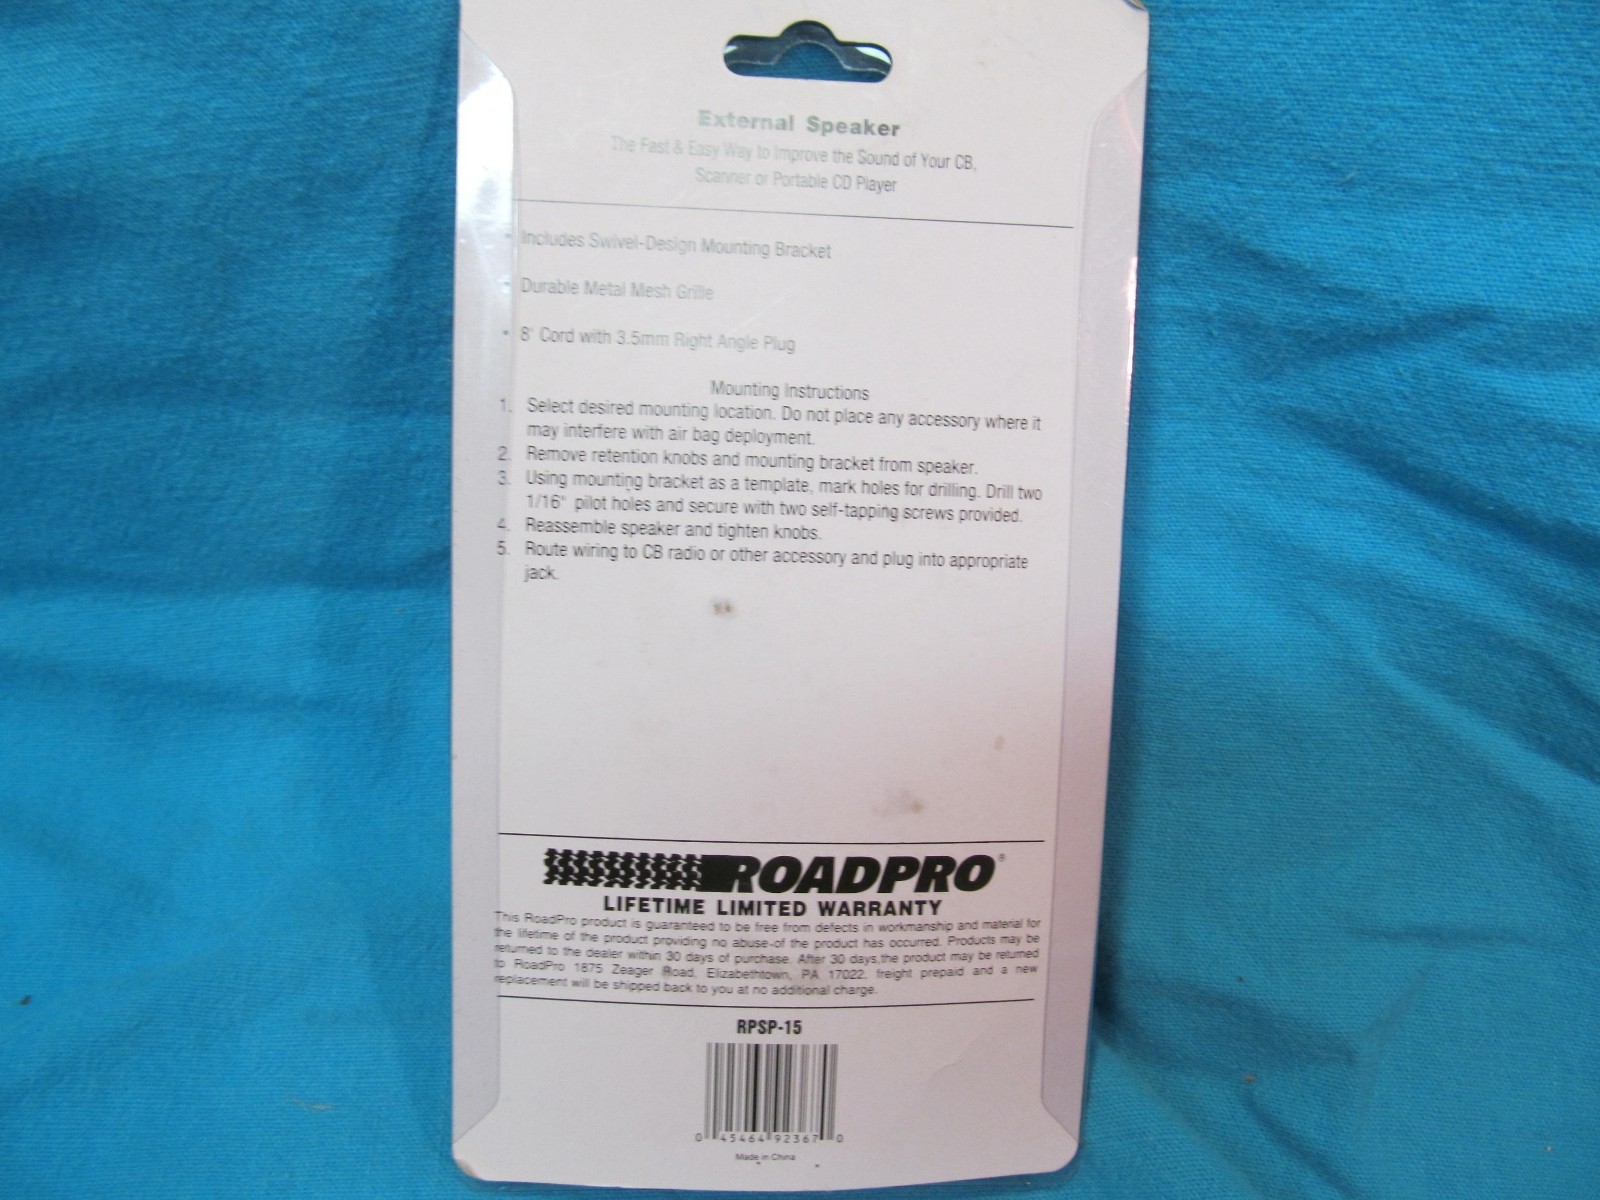 External Speaker
The Fast & Easy Way to Improve the Sound of Your CB,
Scanner or Portable CD Player
• Includes Swivel-Design Mounting Bracket
• Durable Metal Mesh Grille
• 8' Cord with 3.5mm Right Angle Plug
Mounting Instructions
1. Select desired mounting location. Do not place any accessory where it
may interfere with air bag deployment.
2. Remove retention knobs and mounting bracket from speaker.
3. Using mounting bracket as a template, mark holes for drilling. Drill two
1/16" pilot holes and secure with two self-tapping screws provided.
4. Reassemble speaker and tighten knobs.
5. Route wiring to CB radio or other accessory and plug into appropriate
jack.
ROADPRO®
LIFETIME LIMITED WARRANTY
This RoadPro product is guaranteed to be free from defects in workmanship and material for
the lifetime of the product providing no abuse of the product has occurred. Products may be
returned to the dealer within 30 days of purchase. After 30 days, the product may be returned
to RoadPro 1875 Zeager Road, Elizabethtown, PA 17022, freight prepaid and a new
replacement will be shipped back to you at no additional charge.
RPSP-15
0 45464 92367 0
Made in China